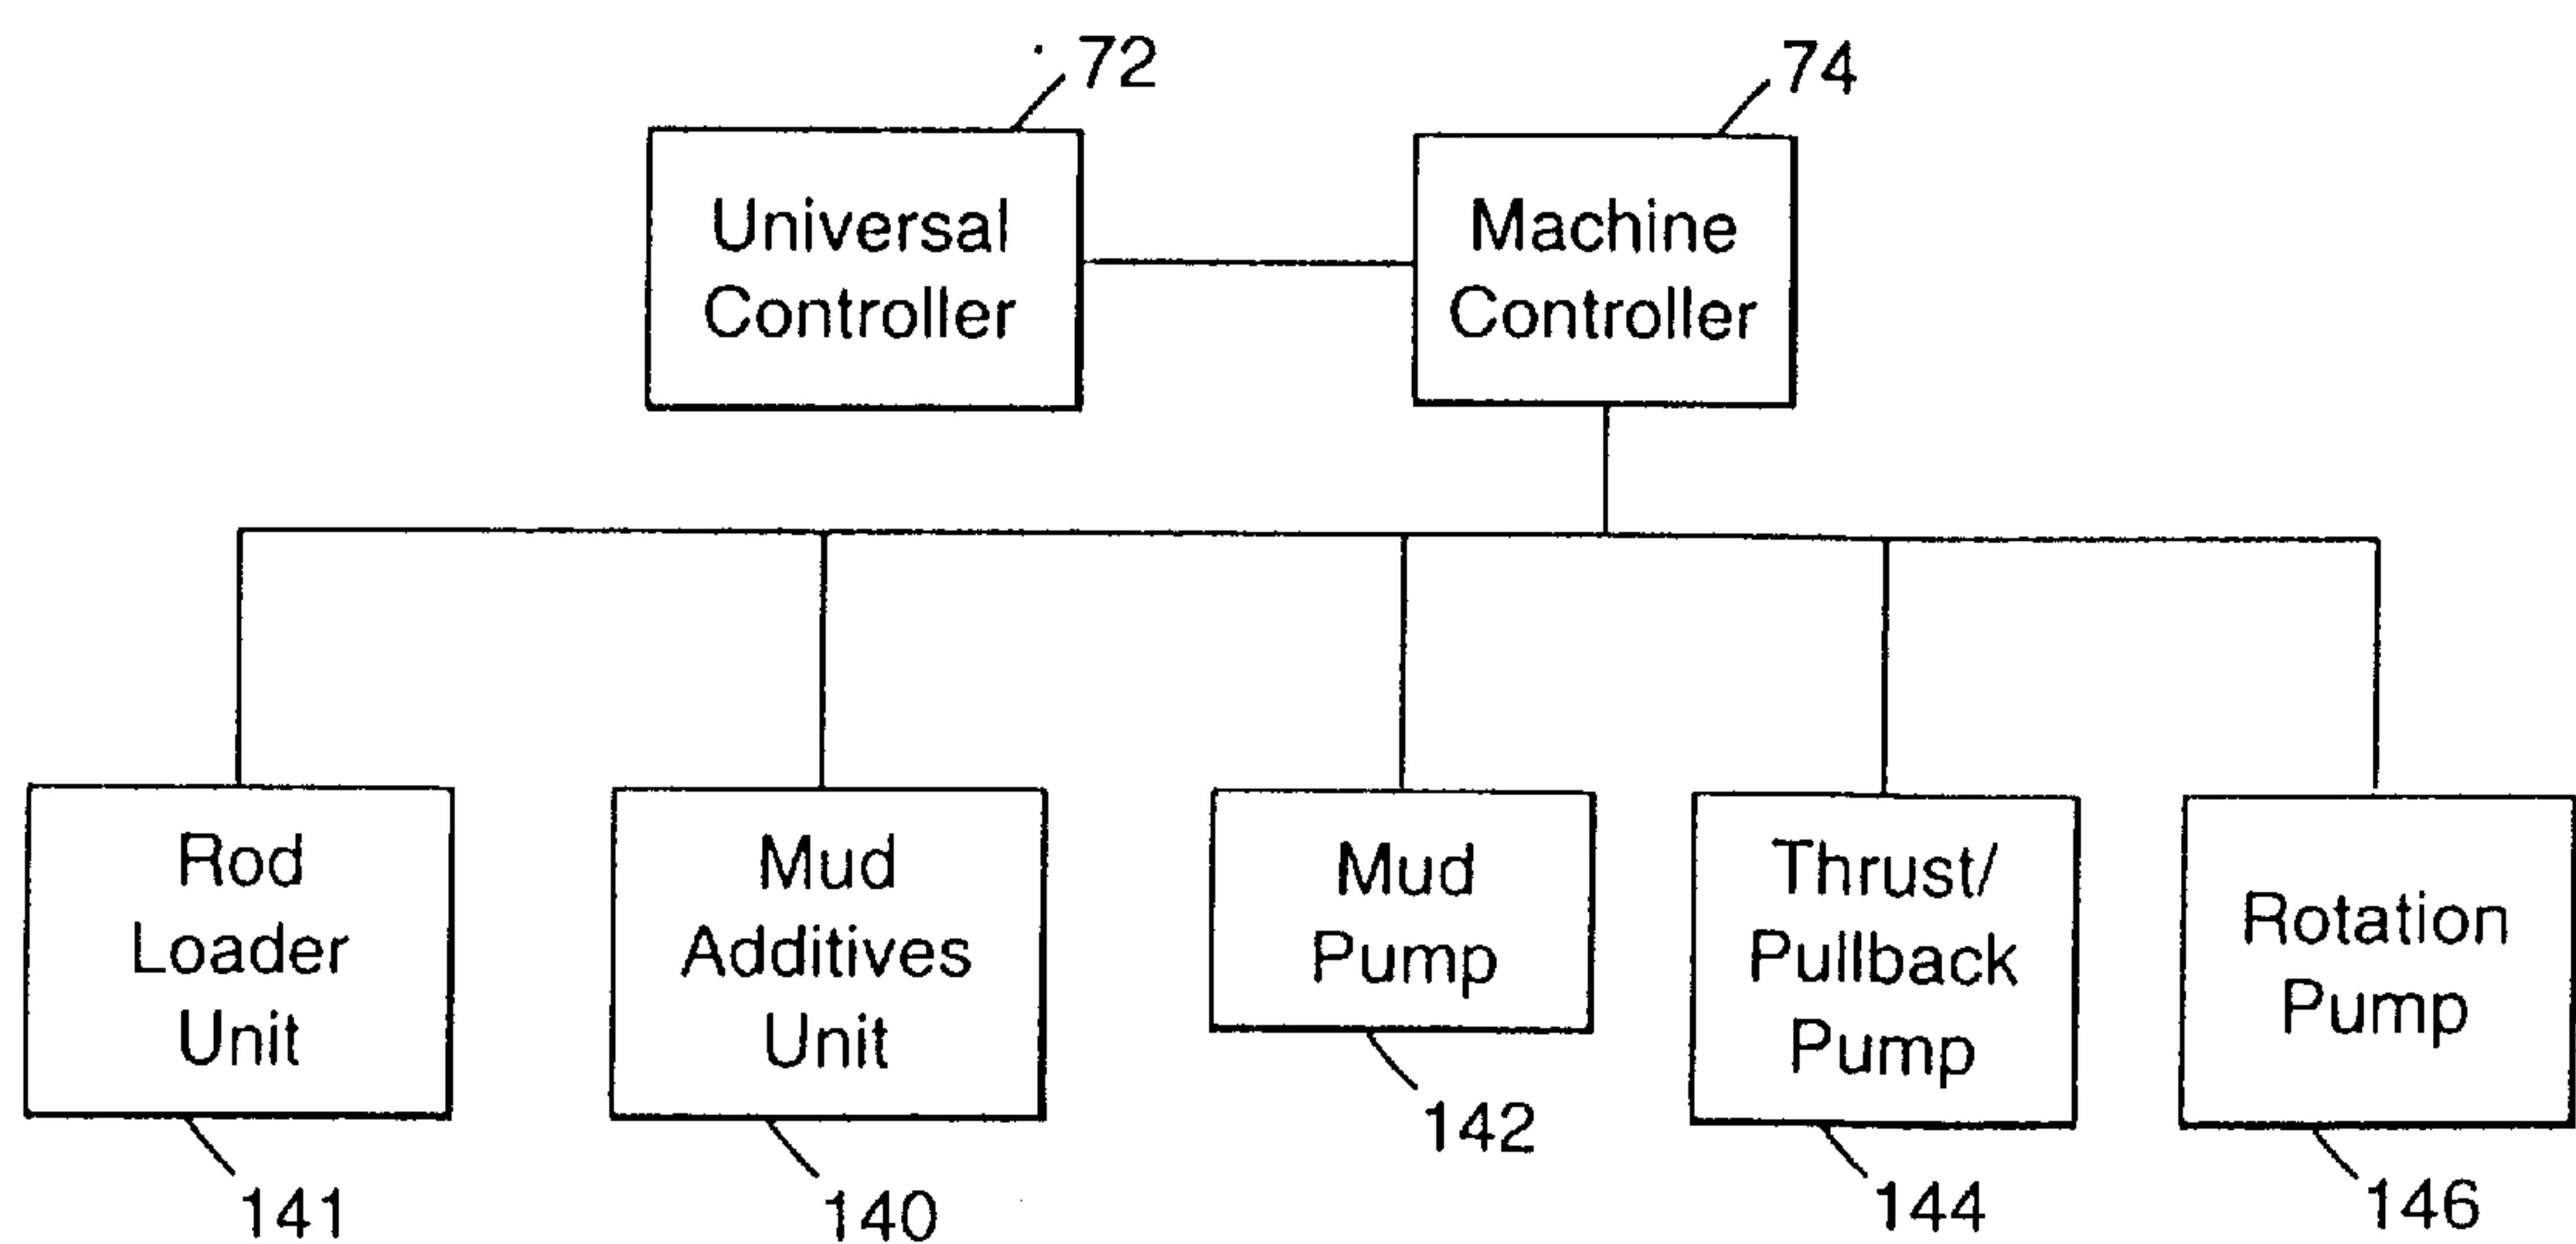 72
74
Universal
Controller
Machine
Controller
Rod
Loader
Unit
141
Mud
Additives
Unit
140
Mud
Pump
142
Thrust/
Pullback
Pump
144
Rotation
Pump
146